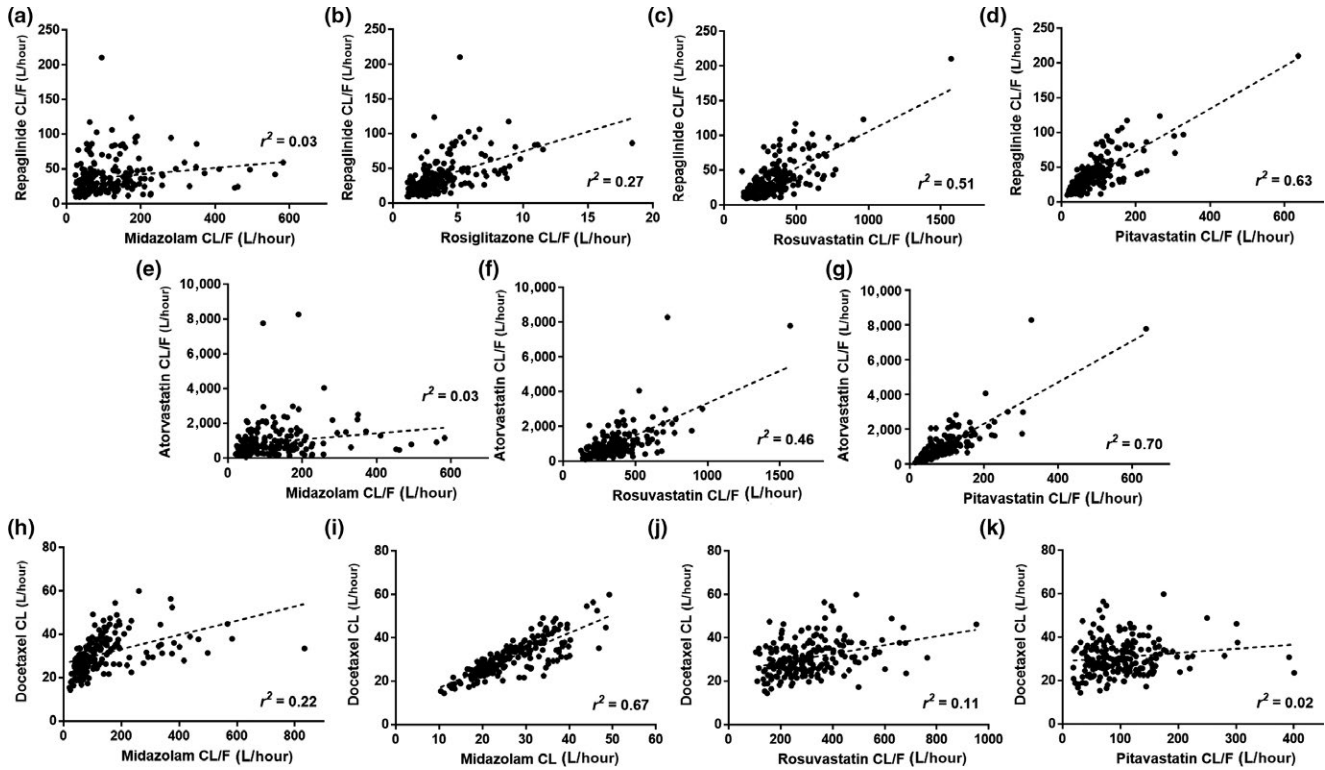 (a)
Repaglinide CL/F (L/hour)
250
200
150
100
50
0
0 200 400 600
r² = 0.03
Midazolam CL/F (L/hour)
(b)
Repaglinide CL/F (L/hour)
250
200
150
100
50
0
0 5 10 15 20
r² = 0.27
Rosiglitazone CL/F (L/hour)
(c)
Repaglinide CL/F (L/hour)
250
200
150
100
50
0
0 500 1000 1500
r² = 0.51
Rosuvastatin CL/F (L/hour)
(d)
Repaglinide CL/F (L/hour)
250
200
150
100
50
0
0 200 400 600
r² = 0.63
Pitavastatin CL/F (L/hour)
(e)
Atorvastatin CL/F (L/hour)
10,000
8,000
6,000
4,000
2,000
0
0 200 400 600
r² = 0.03
Midazolam CL/F (L/hour)
(f)
Atorvastatin CL/F (L/hour)
10,000
8,000
6,000
4,000
2,000
0
0 500 1000 1500
r² = 0.46
Rosuvastatin CL/F (L/hour)
(g)
Atorvastatin CL/F (L/hour)
10,000
8,000
6,000
4,000
2,000
0
0 200 400 600
r² = 0.70
Pitavastatin CL/F (L/hour)
(h)
Docetaxel CL (L/hour)
80
60
40
20
0
0 200 400 600 800
r² = 0.22
Midazolam CL/F (L/hour)
(i)
Docetaxel CL (L/hour)
80
60
40
20
0
0 10 20 30 40 50 60
r² = 0.67
Midazolam CL (L/hour)
(j)
Docetaxel CL (L/hour)
80
60
40
20
0
0 200 400 600 800 1000
r² = 0.11
Rosuvastatin CL/F (L/hour)
(k)
Docetaxel CL (L/hour)
80
60
40
20
0
0 100 200 300 400
r² = 0.02
Pitavastatin CL/F (L/hour)